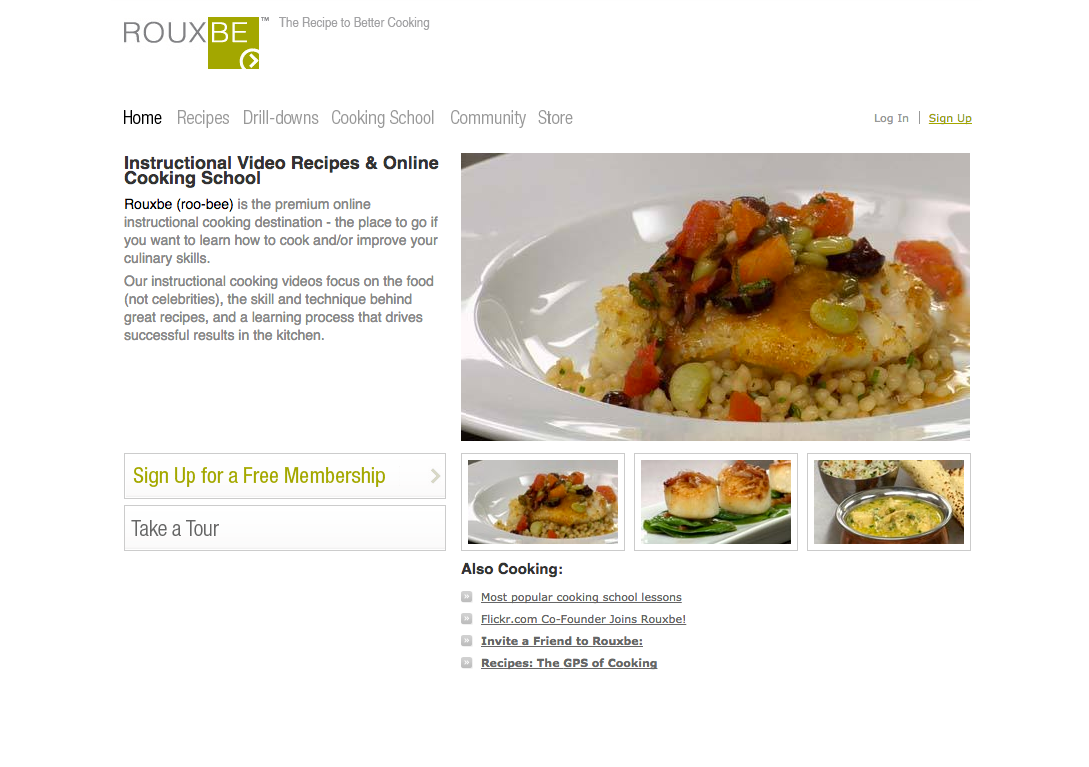 ROUXBE™ The Recipe to Better Cooking
Home Recipes Drill-downs Cooking School Community Store Log In | Sign Up
Instructional Video Recipes & Online
Cooking School
Rouxbe (roo-bee) is the premium online
instructional cooking destination - the place to go if
you want to learn how to cook and/or improve your
culinary skills.
Our instructional cooking videos focus on the food
(not celebrities), the skill and technique behind
great recipes, and a learning process that drives
successful results in the kitchen.
Sign Up for a Free Membership
Take a Tour
Also Cooking:
Most popular cooking school lessons
Flickr.com Co-Founder Joins Rouxbe!
Invite a Friend to Rouxbe:
Recipes: The GPS of Cooking